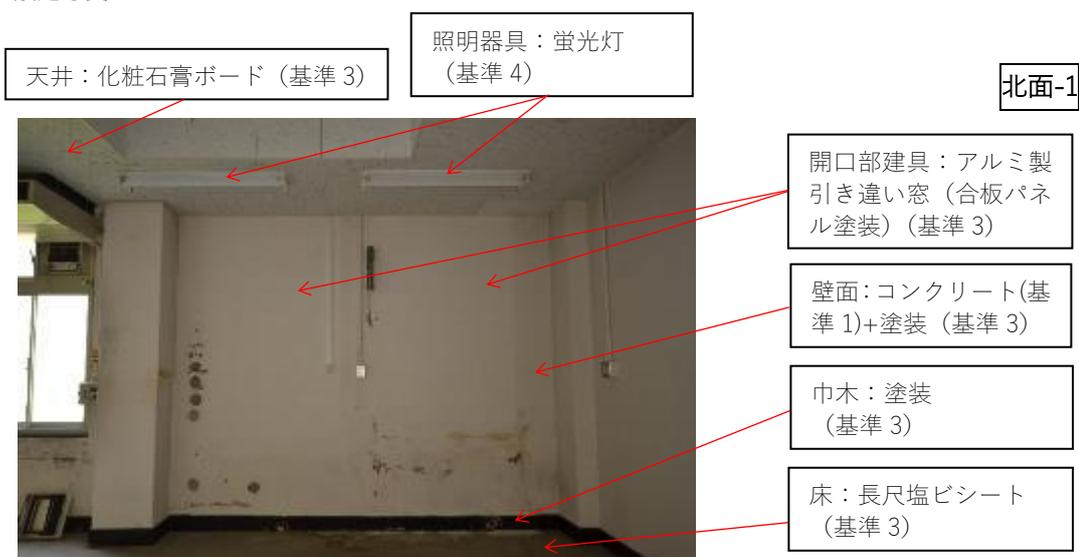 照明器具：蛍光灯
（基準 4）
天井：化粧石膏ボード（基準 3）
北面-1
開口部建具：アルミ製
引き違い窓（合板パネ
ル塗装）（基準 3）
壁面：コンクリート(基
準 1)+塗装（基準 3）
巾木：塗装
（基準 3）
床：長尺塩ビシート
（基準 3）